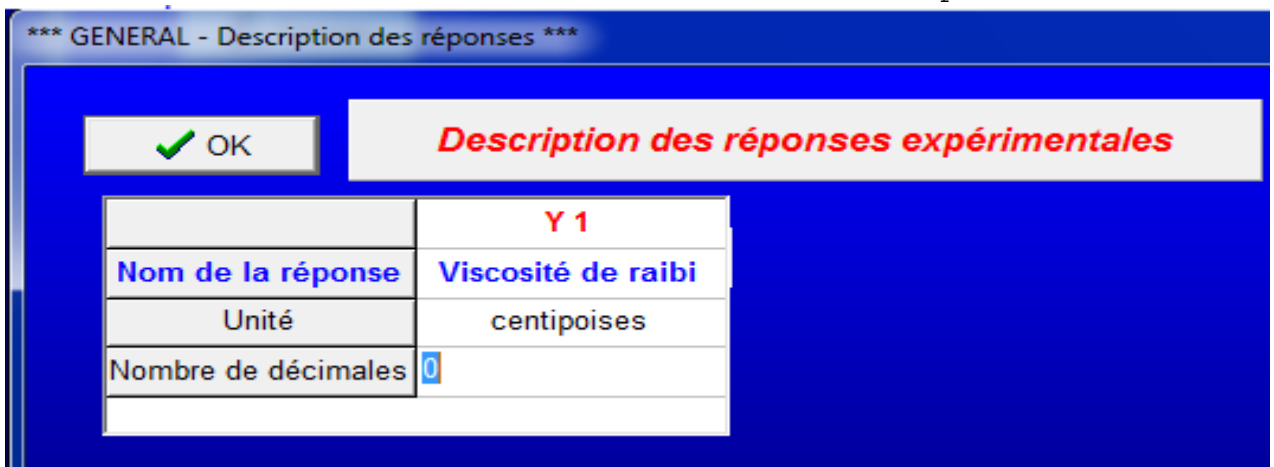 *** GENERAL - Description des réponses ***
OK
Description des réponses expérimentales
Y 1
Nom de la réponse Viscosité de raibi
Unité centipoises
Nombre de décimales 0